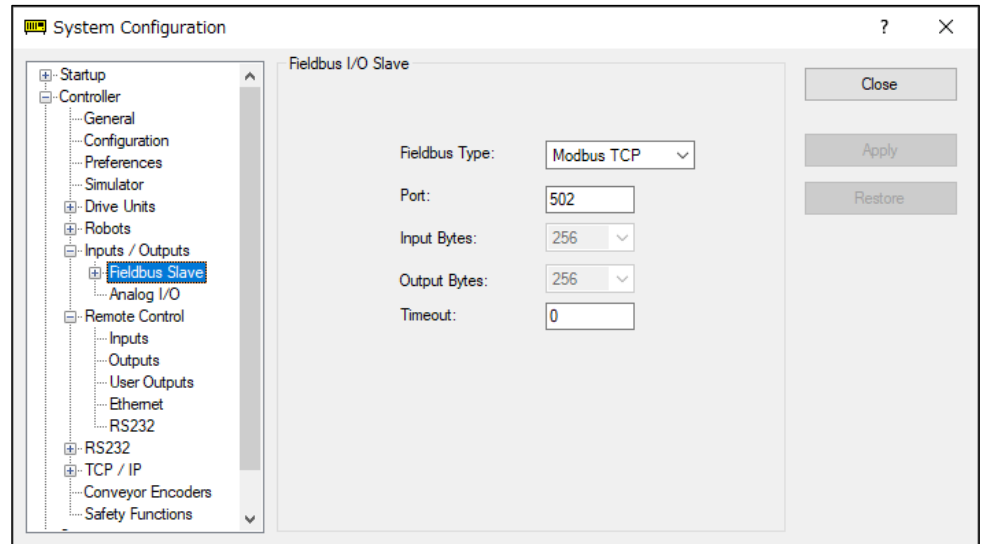 System Configuration
?
Startup
Controller
General
Configuration
Preferences
Simulator
Drive Units
Robots
Inputs / Outputs
Fieldbus Slave
Analog I/O
Remote Control
Inputs
Outputs
User Outputs
Ethernet
RS232
RS232
TCP / IP
Conveyor Encoders
Safety Functions
Fieldbus I/O Slave
Fieldbus Type: Modbus TCP
Port: 502
Input Bytes: 256
Output Bytes: 256
Timeout: 0
Close
Apply
Restore